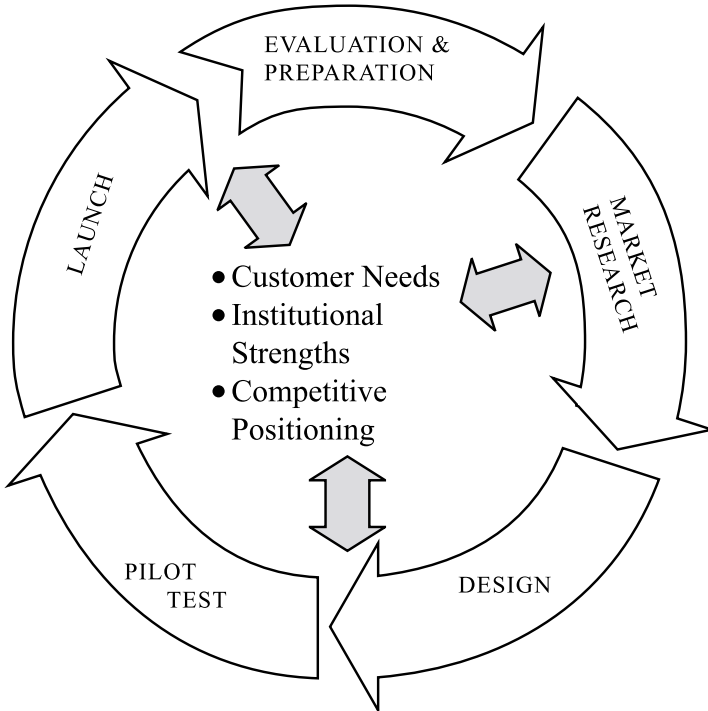 EVALUATION &
PREPARATION
MARKET
RESEARCH
DESIGN
PILOT
TEST
LAUNCH
• Customer Needs
• Institutional
Strengths
• Competitive
Positioning